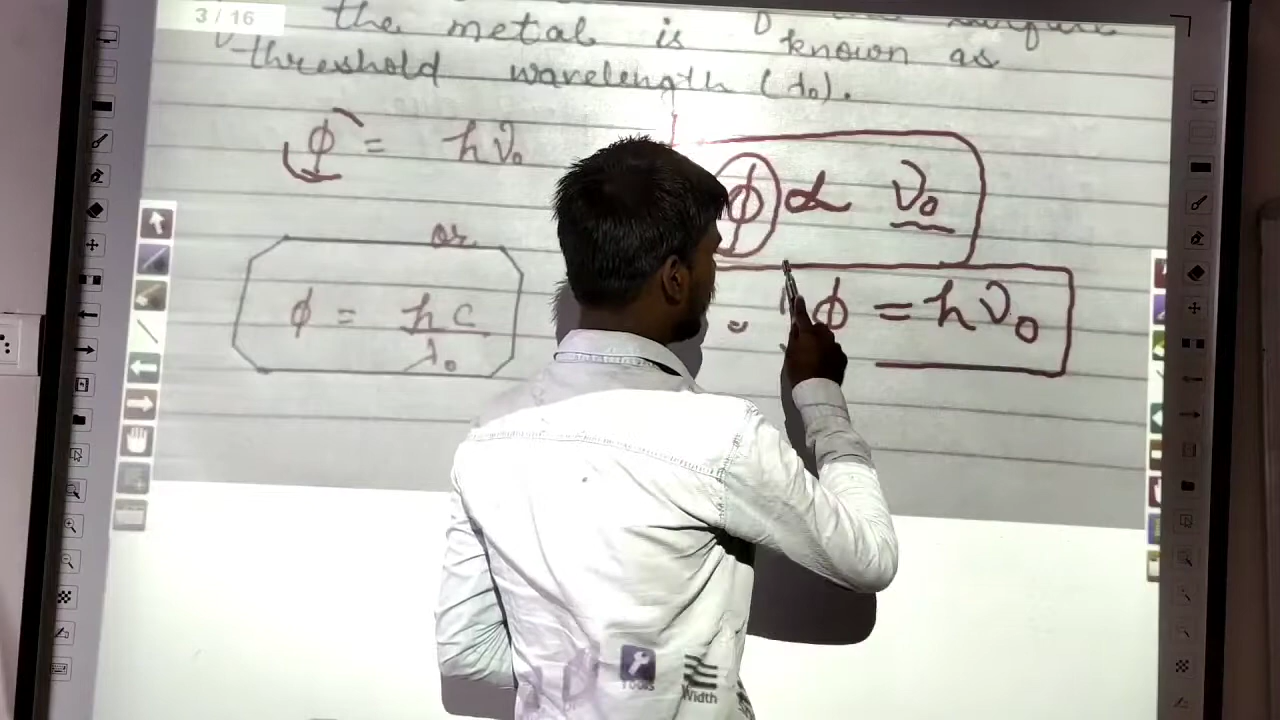 3 / 16
the metal is known as
threshold wavelength (λ₀).
ϕ = hν₀
ϕ ∝ ν₀
or
ϕ = hc/λ₀
ϕ = hν₀
Tools
Width